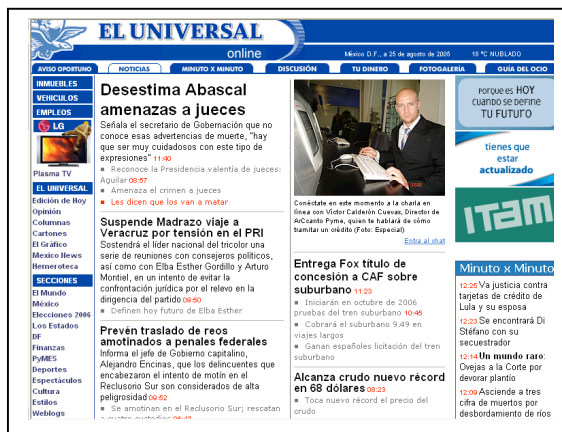 EL UNIVERSAL
online
México D.F., a 25 de agosto de 2005
18 °C NUBLADO
AVISO OPORTUNO
NOTICIAS
MINUTO X MINUTO
DISCUSIÓN
TU DINERO
FOTOGALERÍA
GUÍA DEL OCIO
INMUEBLES
VEHICULOS
EMPLEOS
LG
Plasma TV
EL UNIVERSAL
Edición de Hoy
Opinión
Columnas
Cartones
El Gráfico
Mexico News
Hemeroteca
SECCIONES
El Mundo
México
Elecciones 2006
Los Estados
DF
Finanzas
PyMES
Deportes
Espectáculos
Cultura
Estilos
Weblogs
Desestima Abascal
amenazas a jueces
Señala el secretario de Gobernación que no
conoce esas advertencias de muerte, "hay
que ser muy cuidadosos con este tipo de
expresiones" 11:40
Reconoce la Presidencia valentía de jueces:
Aguilar 08:57
Amenaza el crimen a jueces
Les dicen que los van a matar
Suspende Madrazo viaje a
Veracruz por tensión en el PRI
Sostendrá el líder nacional del tricolor una
serie de reuniones con consejeros políticos,
así como con Elba Esther Gordillo y Arturo
Montiel, en un intento de evitar la
confrontación jurídica por el relevo en la
dirigencia del partido 09:50
Definen hoy futuro de Elba Esther
Prevén traslado de reos
amotinados a penales federales
Informa el jefe de Gobierno capitalino,
Alejandro Encinas, que los delincuentes que
encabezaron el intento de motín en el
Reclusorio Sur son considerados de alta
peligrosidad 09:52
Se amotinan en el Reclusorio Sur; rescatan
Conéctate en este momento a la charla en
línea con Víctor Calderón Cuevas, Director de
ArCcanto Pyme, quien te hablará de cómo
tramitar un crédito (Foto: Especial)
Entra al chat
Entrega Fox título de
concesión a CAF sobre
suburbano 11:23
Iniciarán en octubre de 2006
pruebas del tren suburbano 10:45
Cobrará el suburbano 9.49 en
viajes largos
Ganan españoles licitación del tren
suburbano
Alcanza crudo nuevo récord
en 68 dólares 08:23
Toca nuevo récord el precio del
crudo
PORQUE ES HOY
CUANDO SE DEFINE
TU FUTURO
tienes que
estar
actualizado
ITAM
Minuto x Minuto
12:25 Va justicia contra
tarjetas de crédito de
Lula y su esposa
12:23 Se encontrará Di
Stéfano con su
secuestrador
12:14 Un mundo raro:
Ovejas a la Corte por
devorar plantío
12:09 Asciende a tres
cifra de muertos por
desbordamiento de ríos